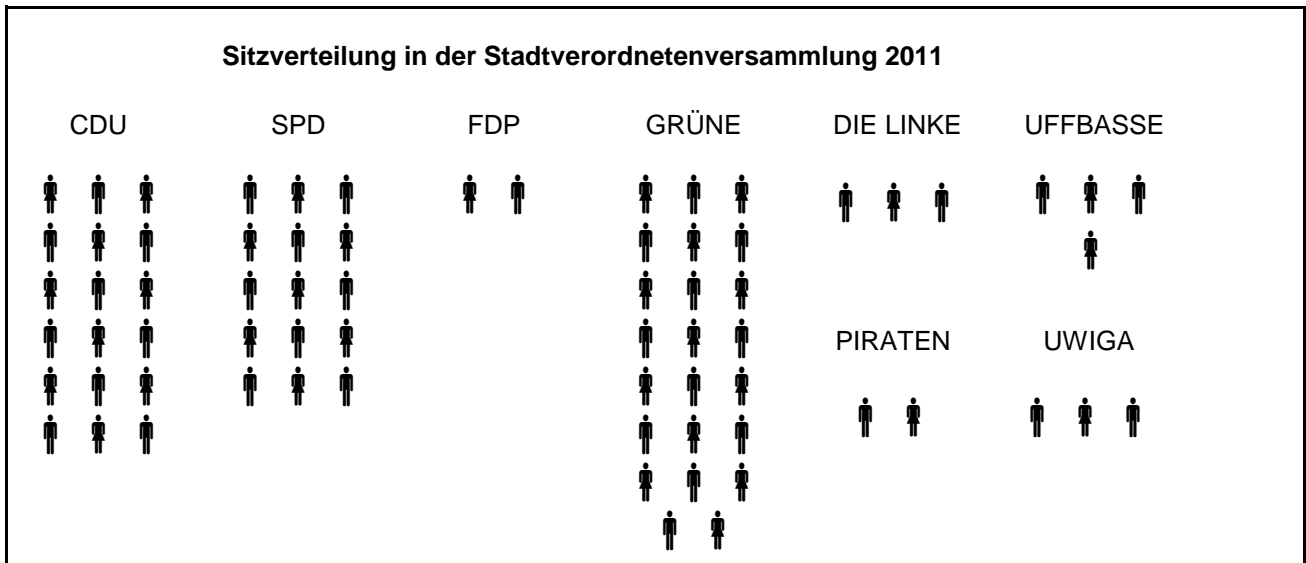 Sitzverteilung in der Stadtverordnetenversammlung 2011
CDU SPD FDP GRÜNE DIE LINKE UFFBASSE
PIRATEN UWIGA